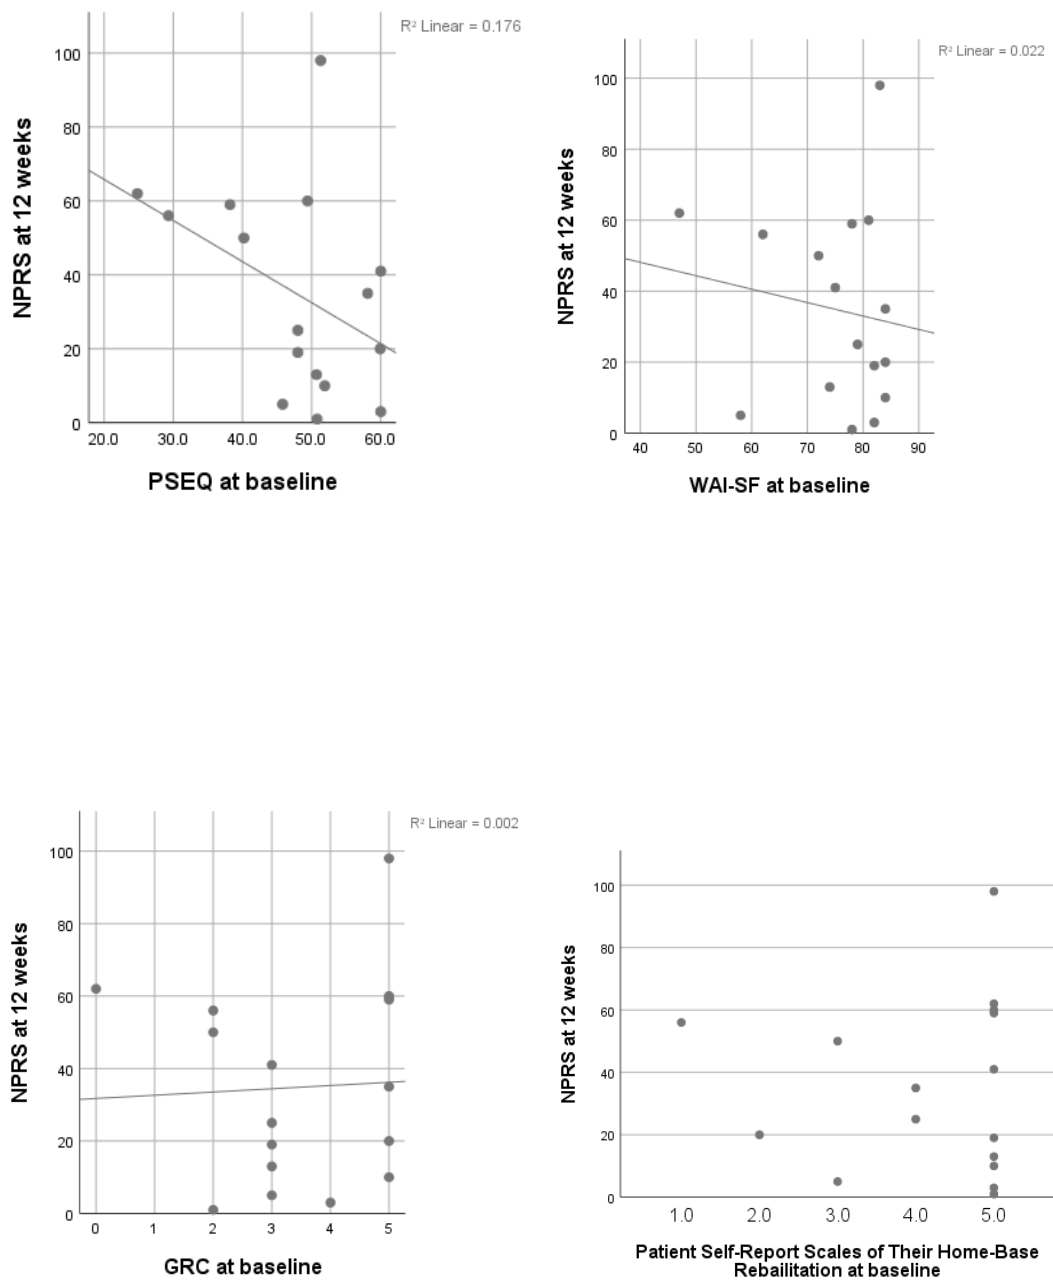 R² Linear = 0.176
NPRS at 12 weeks
100
80
60
40
20
0
20.0 30.0 40.0 50.0 60.0
PSEQ at baseline
R² Linear = 0.022
NPRS at 12 weeks
100
80
60
40
20
0
40 50 60 70 80 90
WAI-SF at baseline
R² Linear = 0.002
NPRS at 12 weeks
100
80
60
40
20
0
0 1 2 3 4 5
GRC at baseline
NPRS at 12 weeks
100
80
60
40
20
0
1.0 2.0 3.0 4.0 5.0
Patient Self-Report Scales of Their Home-Base
Rebailitation at baseline